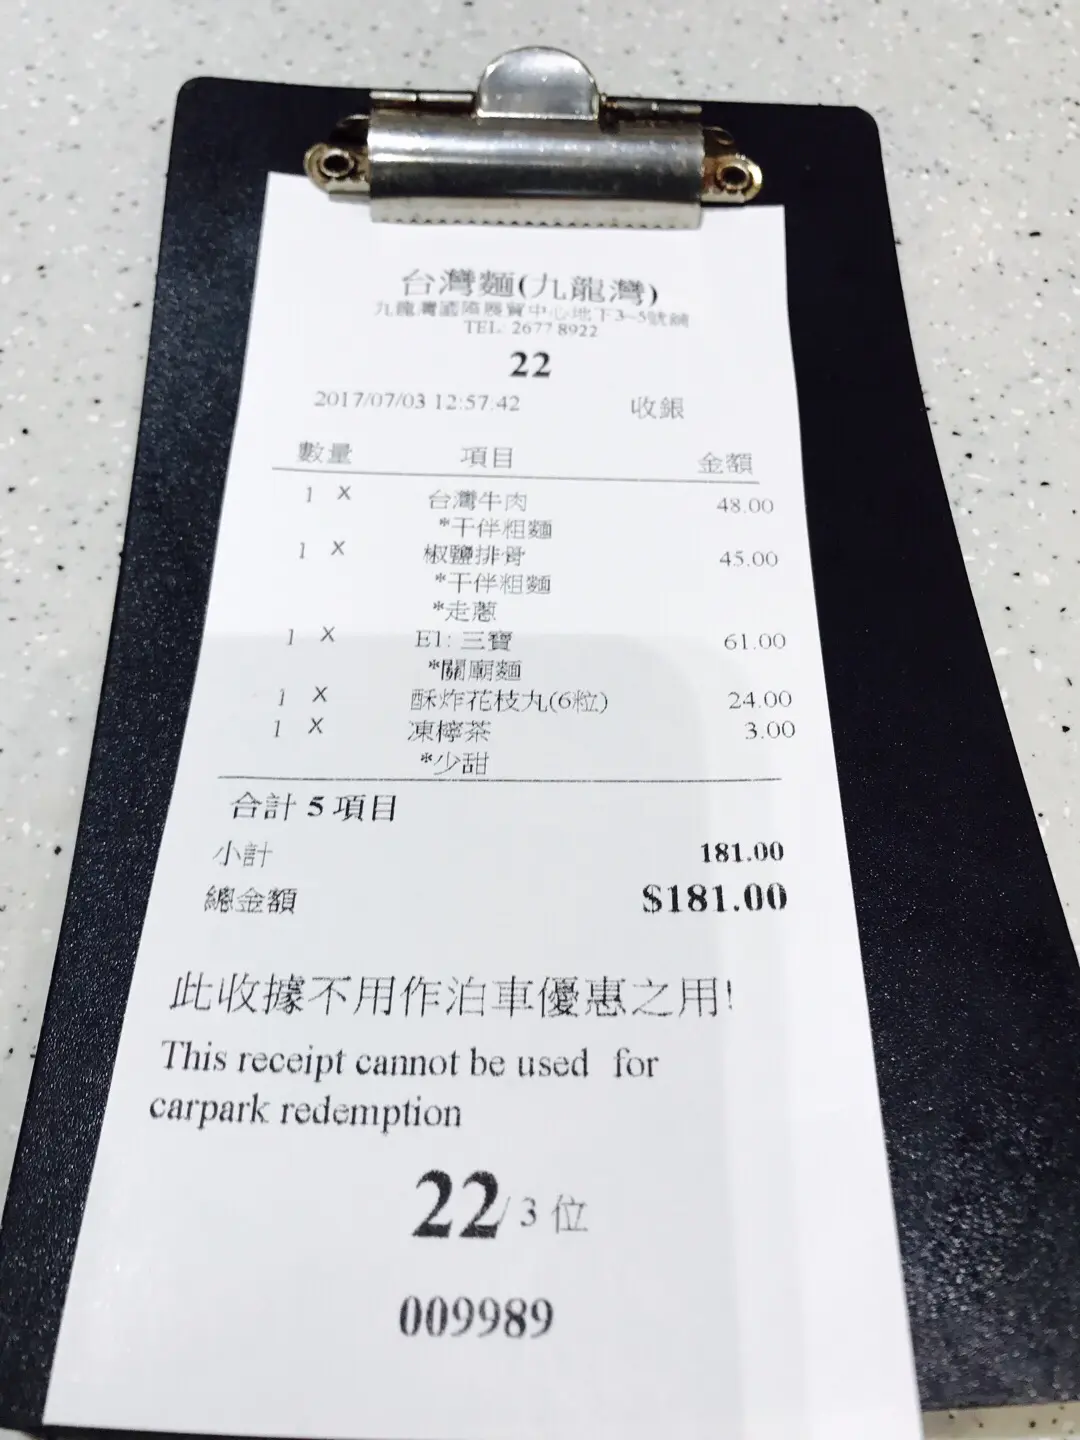 台灣麵(九龍灣)
九龍灣國際展貿中心地下3~5號鋪
TEL: 2677 8922
22
2017/07/03 12:57:42 收銀
數量 項目 金額
1 X 台灣牛肉 48.00
*干伴粗麵
1 X 椒鹽排骨 45.00
*干伴粗麵
*走蔥
1 X E1: 三寶 61.00
*關廟麵
1 X 酥炸花枝丸(6粒) 24.00
1 X 凍檸茶 3.00
*少甜
合計 5 項目
小計 181.00
總金額 $181.00
此收據不用作泊車優惠之用!
This receipt cannot be used for
carpark redemption
22/ 3 位
009989